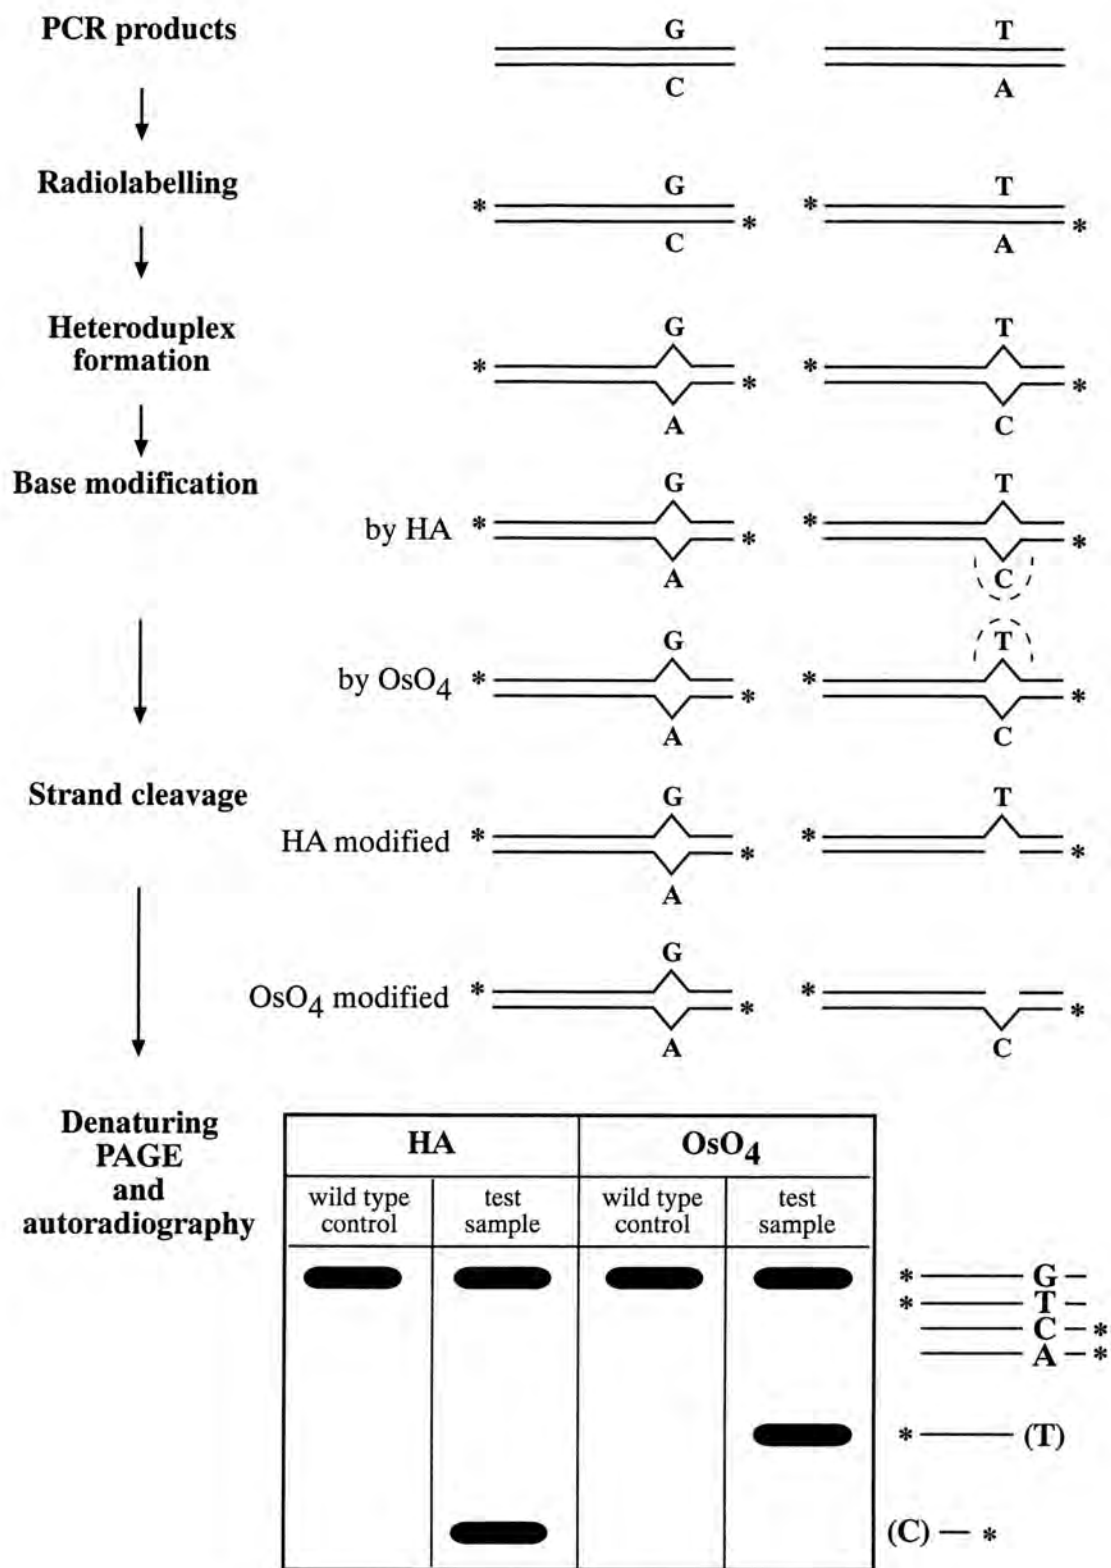 PCR products
G T
C A
Radiolabelling
G T
* *
* *
C A
Heteroduplex
formation
G T
* *
* *
A C
Base modification
G T
by HA * *
* *
A C
G T
by OsO4 * *
* *
A C
Strand cleavage
G T
HA modified * *
* *
A
G
OsO4 modified * *
* *
A C
Denaturing
PAGE
and
autoradiography
HA OsO4
wild type control test sample wild type control test sample
* G
* T
C *
A *
* (T)
(C) *